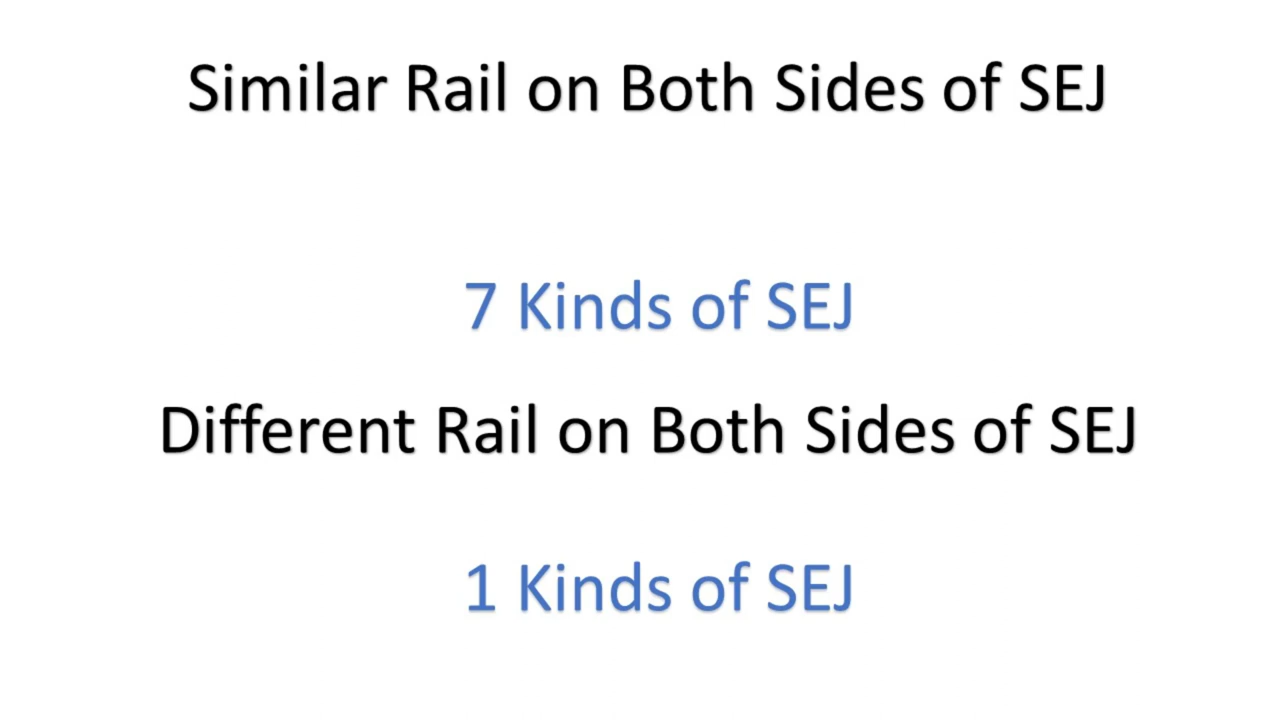 Similar Rail on Both Sides of SEJ
7 Kinds of SEJ
Different Rail on Both Sides of SEJ
1 Kinds of SEJ